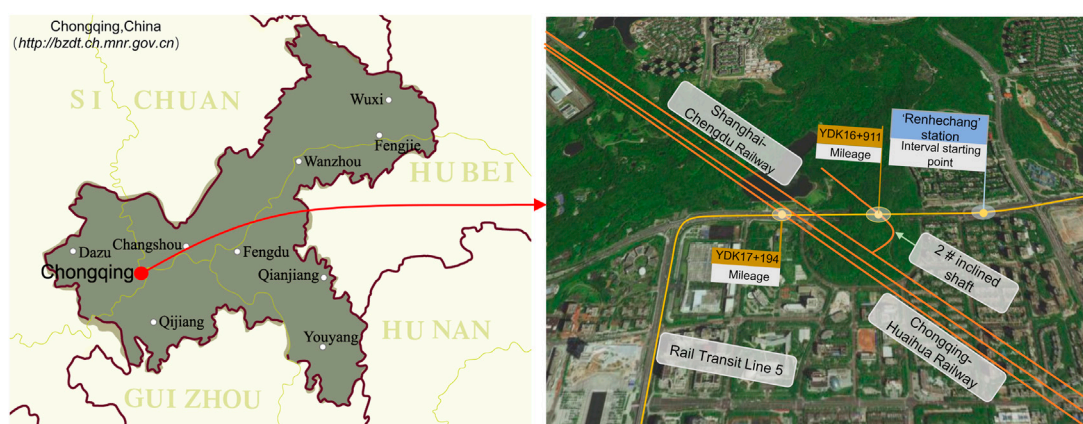 Chongqing,China
(http://bzdt.ch.mnr.gov.cn)
SI CHUAN
Wuxi
Fengjie
Wanzhou
HUBEI
Changshou
Dazu
Fengdu
Chongqing
Qianjiang
Qijiang
Youyang
HU NAN
GUI ZHOU
Shanghai-
Chengdu Railway
YDK16+911
Mileage
‘Renhechang’
station
Interval starting
point
YDK17+194
Mileage
2 # inclined
shaft
Chongqing-
Huaihua Railway
Rail Transit Line 5